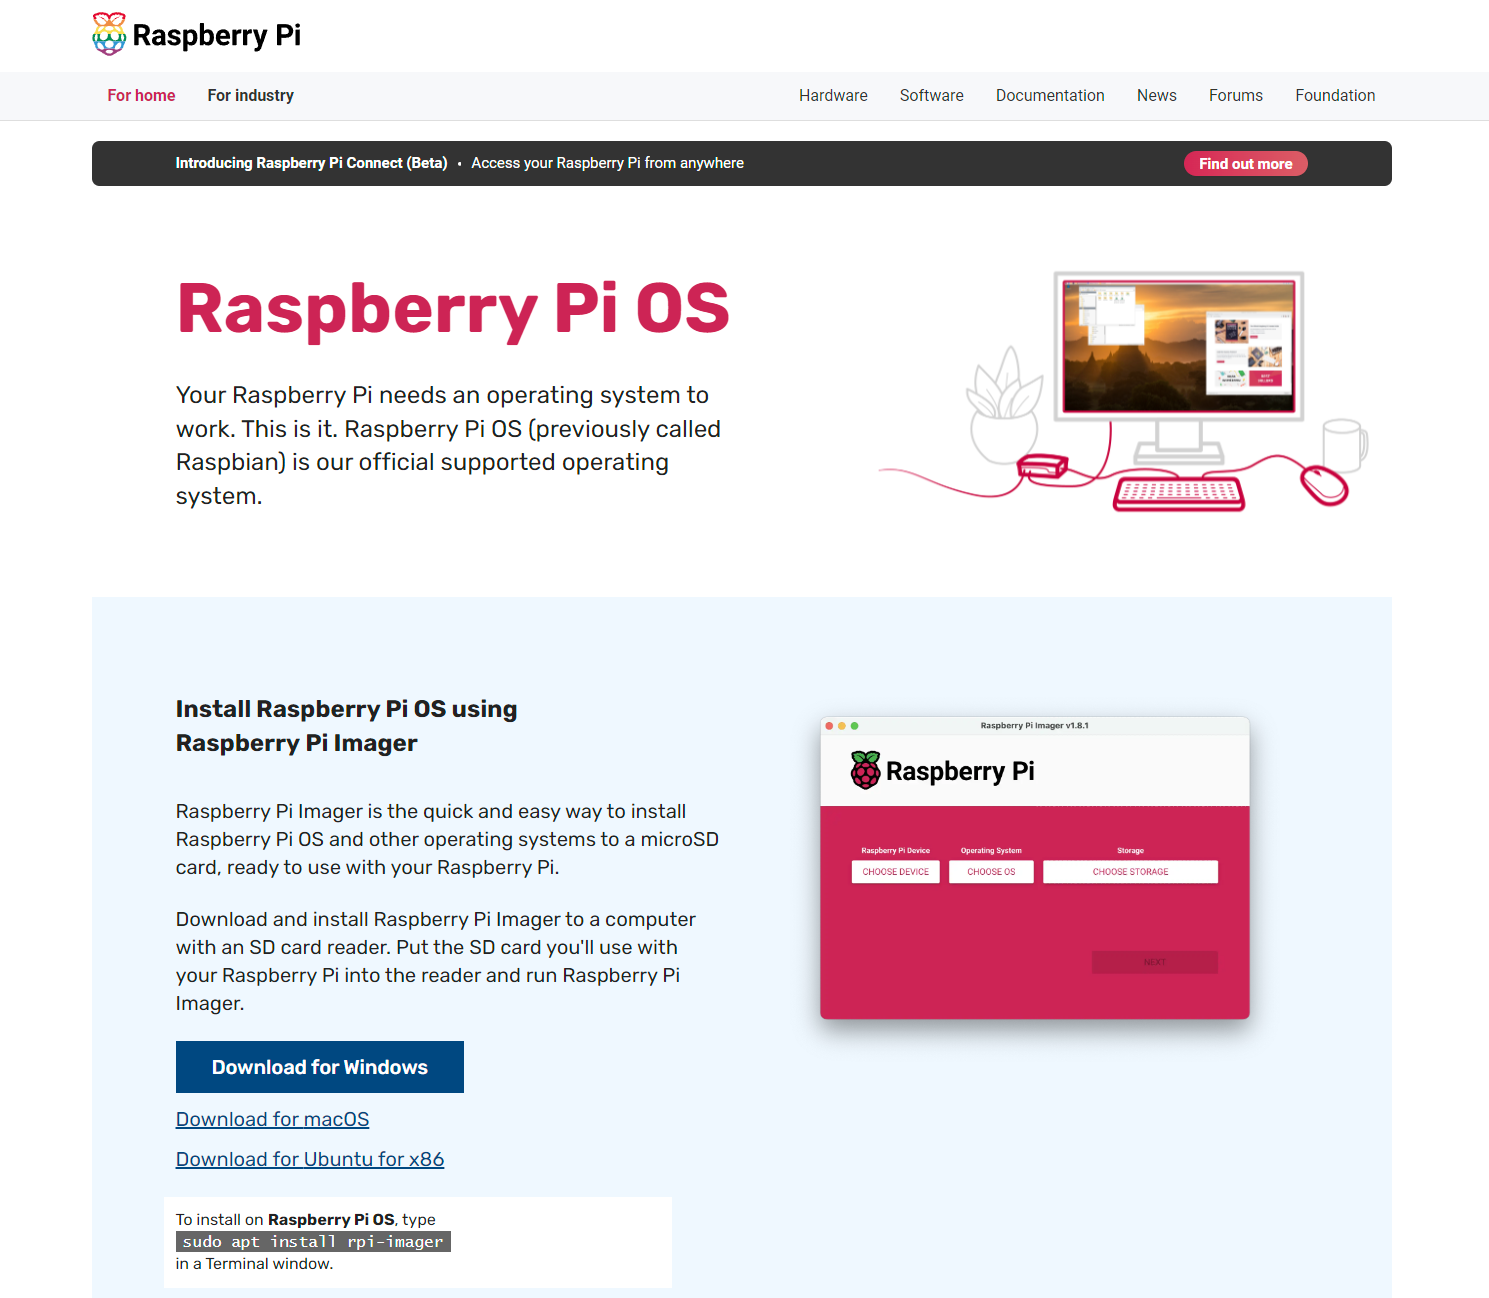 Raspberry Pi
For home For industry Hardware Software Documentation News Forums Foundation
Introducing Raspberry Pi Connect (Beta) • Access your Raspberry Pi from anywhere Find out more
Raspberry Pi OS
Your Raspberry Pi needs an operating system to
work. This is it. Raspberry Pi OS (previously called
Raspbian) is our official supported operating
system.
Install Raspberry Pi OS using
Raspberry Pi Imager
Raspberry Pi Imager is the quick and easy way to install
Raspberry Pi OS and other operating systems to a microSD
card, ready to use with your Raspberry Pi.
Download and install Raspberry Pi Imager to a computer
with an SD card reader. Put the SD card you'll use with
your Raspberry Pi into the reader and run Raspberry Pi
Imager.
Download for Windows
Download for macOS
Download for Ubuntu for x86
To install on Raspberry Pi OS, type
sudo apt install rpi-imager
in a Terminal window.
Raspberry Pi Imager v1.8.1
Raspberry Pi
Raspberry Pi Device Operating System Storage
CHOOSE DEVICE CHOOSE OS CHOOSE STORAGE
NEXT